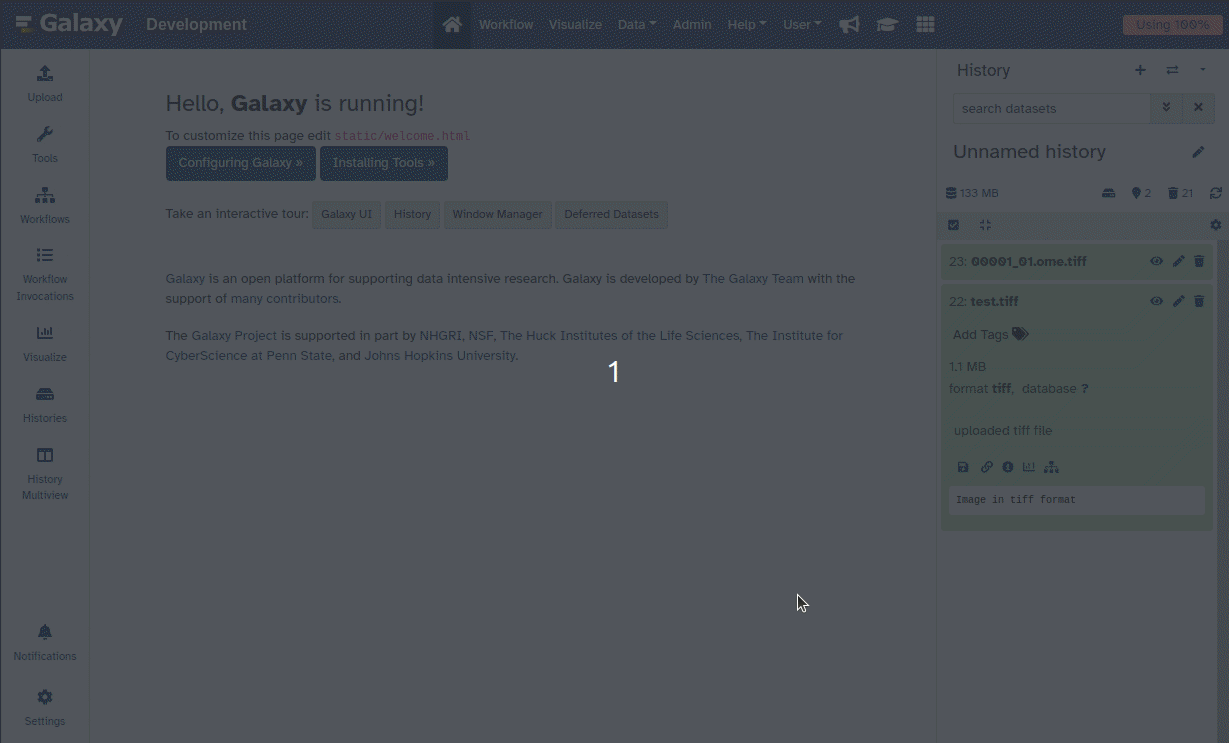 Galaxy Development Workflow Visualize Data Admin Help User Using 100%
Upload
Tools
Workflows
Workflow
Invocations
Visualize
Histories
History
Multiview
Notifications
Settings
Hello, Galaxy is running!
To customize this page edit static/welcome.html
Configuring Galaxy » Installing Tools »
Take an interactive tour: Galaxy UI History Window Manager Deferred Datasets
Galaxy is an open platform for supporting data intensive research. Galaxy is developed by The Galaxy Team with the
support of many contributors.
The Galaxy Project is supported in part by NHGRI, NSF, The Huck Institutes of the Life Sciences, The Institute for
CyberScience at Penn State, and Johns Hopkins University.
1
History
search datasets
Unnamed history
133 MB 2 21
23: 00001_01.ome.tiff
22: test.tiff
Add Tags
1.1 MB
format tiff, database ?
uploaded tiff file
Image in tiff format